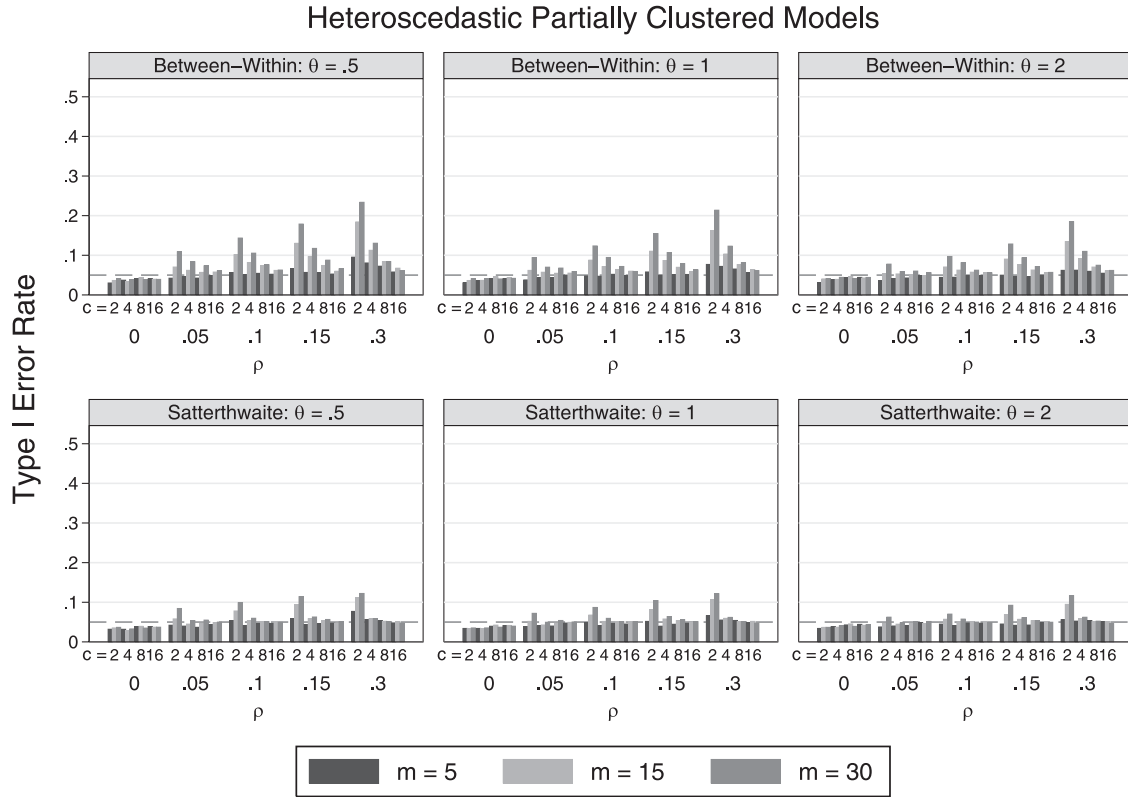 Heteroscedastic Partially Clustered Models
Type I Error Rate
Between–Within: θ = .5
Between–Within: θ = 1
Between–Within: θ = 2
.5
.4
.3
.2
.1
0
c = 2 4 816 2 4 816 2 4 816 2 4 816 2 4 816
0 .05 .1 .15 .3
ρ
c = 2 4 816 2 4 816 2 4 816 2 4 816 2 4 816
0 .05 .1 .15 .3
ρ
c = 2 4 816 2 4 816 2 4 816 2 4 816 2 4 816
0 .05 .1 .15 .3
ρ
Satterthwaite: θ = .5
Satterthwaite: θ = 1
Satterthwaite: θ = 2
.5
.4
.3
.2
.1
0
c = 2 4 816 2 4 816 2 4 816 2 4 816 2 4 816
0 .05 .1 .15 .3
ρ
c = 2 4 816 2 4 816 2 4 816 2 4 816 2 4 816
0 .05 .1 .15 .3
ρ
c = 2 4 816 2 4 816 2 4 816 2 4 816 2 4 816
0 .05 .1 .15 .3
ρ
m = 5 m = 15 m = 30